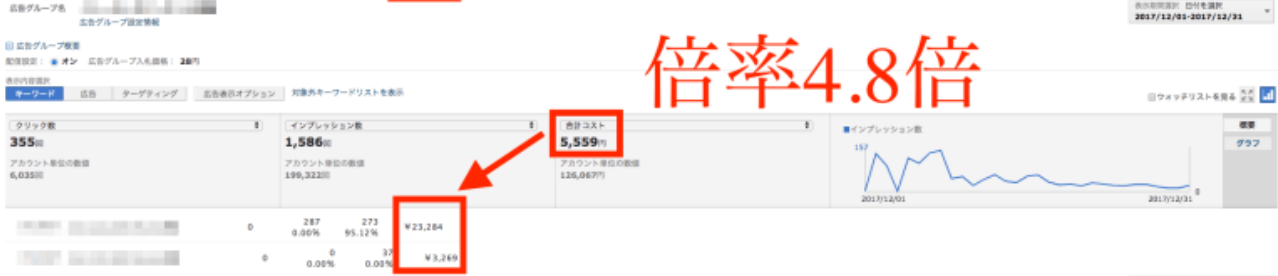 広告グループ名
広告グループ設定情報
表示期間選択 日付を選択
2017/12/01-2017/12/31
広告グループ概要
配信設定： オン 広告グループ入札価格： 28円
倍率4.8倍
表示内容選択
キーワード 広告 ターゲティング 広告表示オプション 対象外キーワードリストを表示
ウォッチリストを見る
クリック数 インプレッション数 合計コスト インプレッション数 概要
355回 1,586回 5,559円 157 グラフ
アカウント単位の数値 アカウント単位の数値 アカウント単位の数値
6,035回 199,322回 126,067円 0
2017/12/01 2017/12/31
0 287 273 ¥23,284
0.00% 95.12%
0 0 37 ¥3,269
0.00% 0.00%